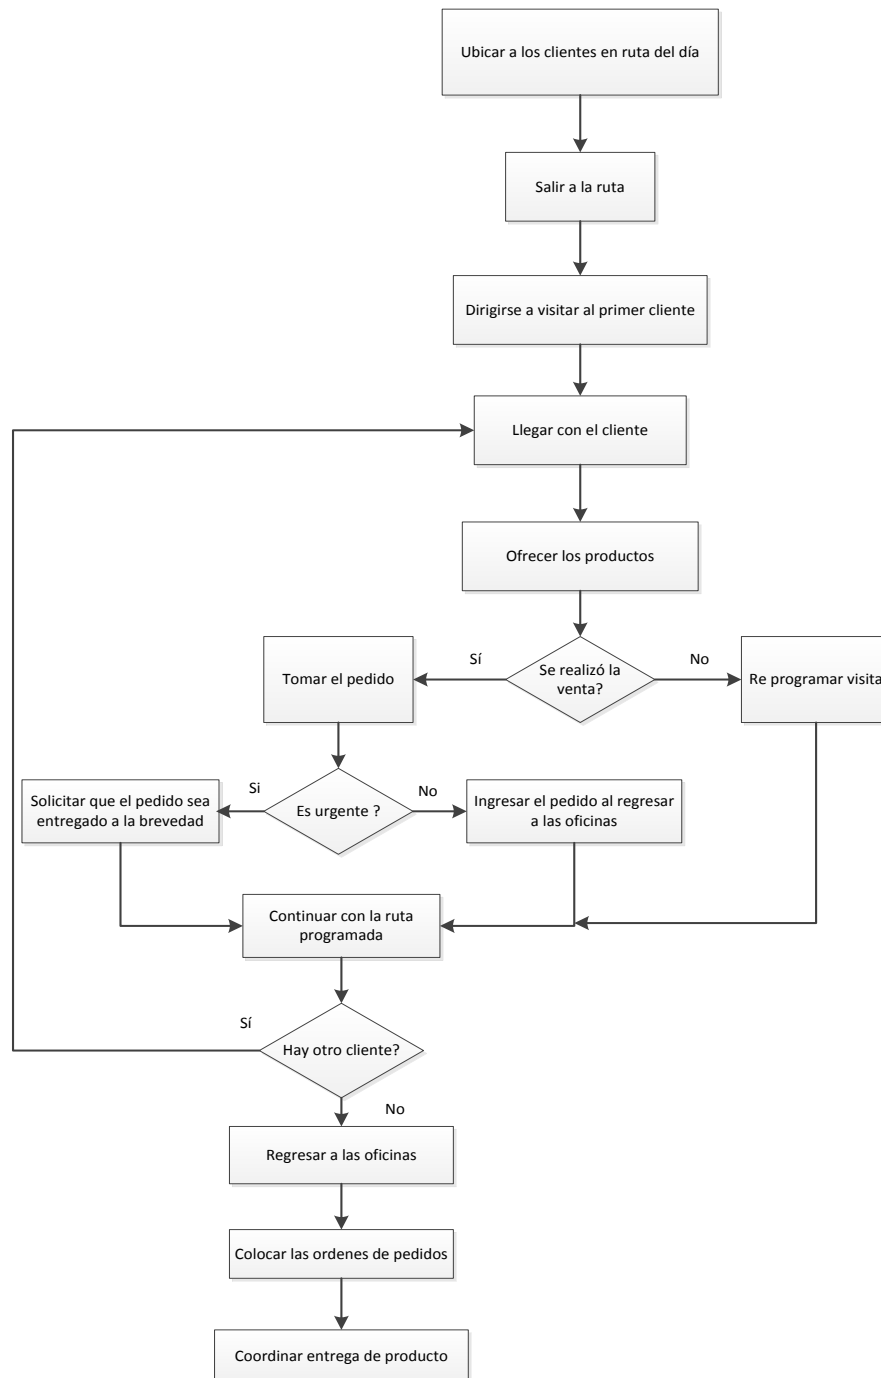 Ubicar a los clientes en ruta del día
Salir a la ruta
Dirigirse a visitar al primer cliente
Llegar con el cliente
Ofrecer los productos
Se realizó la
venta?
Sí
No
Tomar el pedido
Re programar visita
Es urgente ?
Si
No
Solicitar que el pedido sea
entregado a la brevedad
Ingresar el pedido al regresar
a las oficinas
Continuar con la ruta
programada
Hay otro cliente?
Sí
No
Regresar a las oficinas
Colocar las ordenes de pedidos
Coordinar entrega de producto